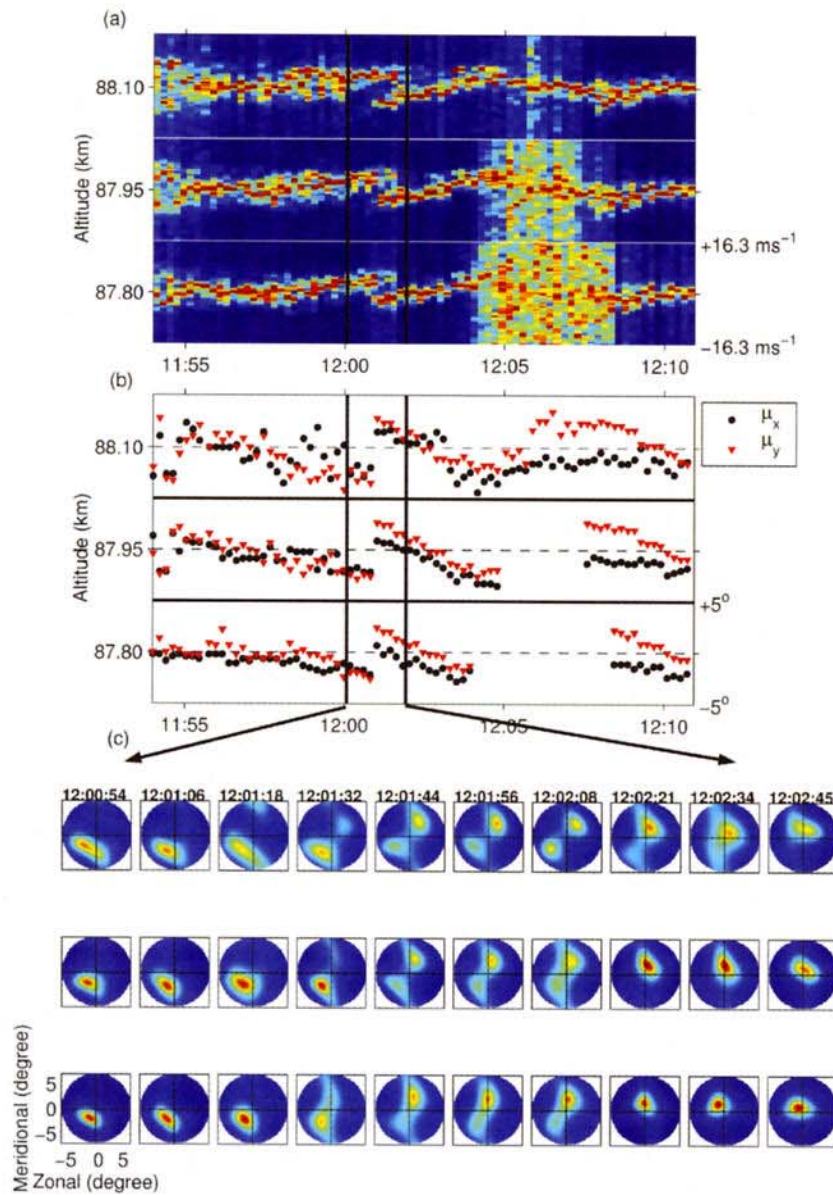 (a)
Altitude (km)
88.10
87.95
87.80
+16.3 ms⁻¹
−16.3 ms⁻¹
11:55 12:00 12:05 12:10
(b)
Altitude (km)
88.10
87.95
87.80
μx
μy
+5°
−5°
11:55 12:00 12:05 12:10
(c)
12:00:54 12:01:06 12:01:18 12:01:32 12:01:44 12:01:56 12:02:08 12:02:21 12:02:34 12:02:45
Meridional (degree)
5
0
−5
−5 0 5
Zonal (degree)